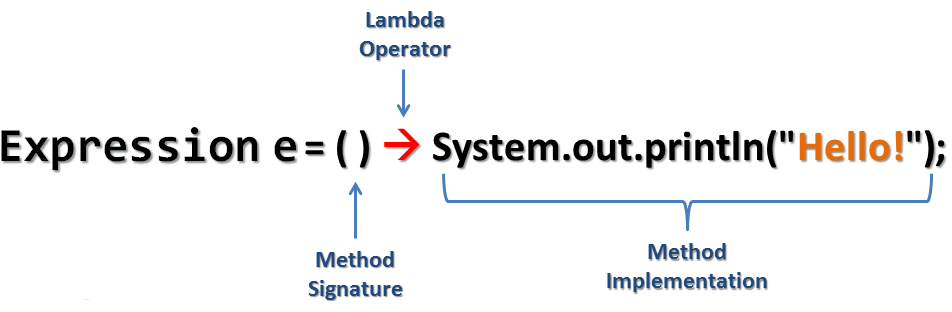 Lambda
Operator
Expression e = () → System.out.println("Hello!");
Method
Signature
Method
Implementation